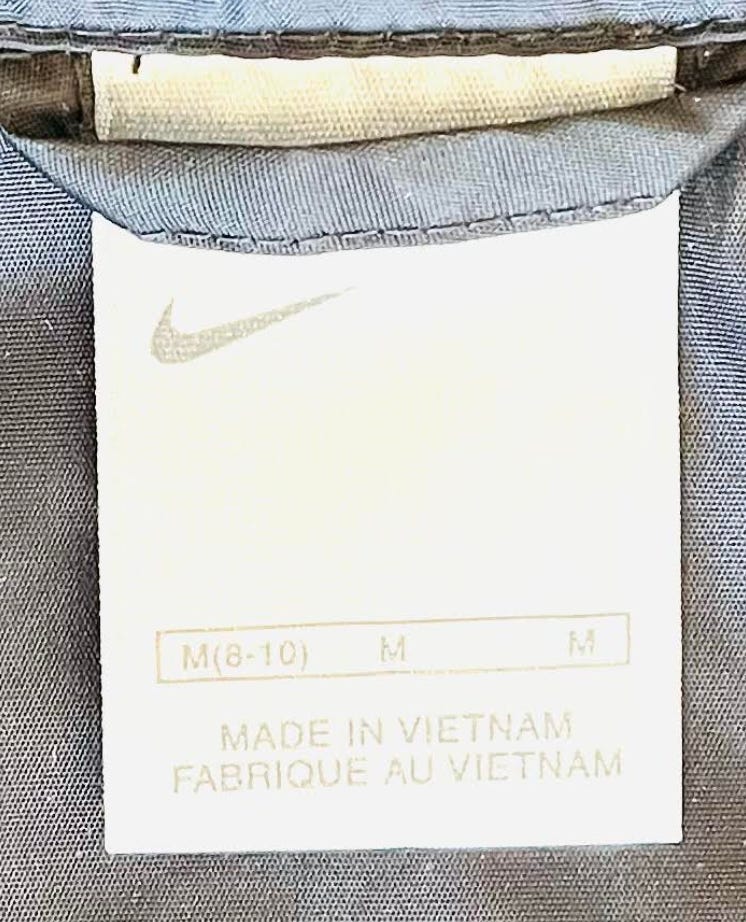 M(8-10) M M
MADE IN VIETNAM
FABRIQUE AU VIETNAM